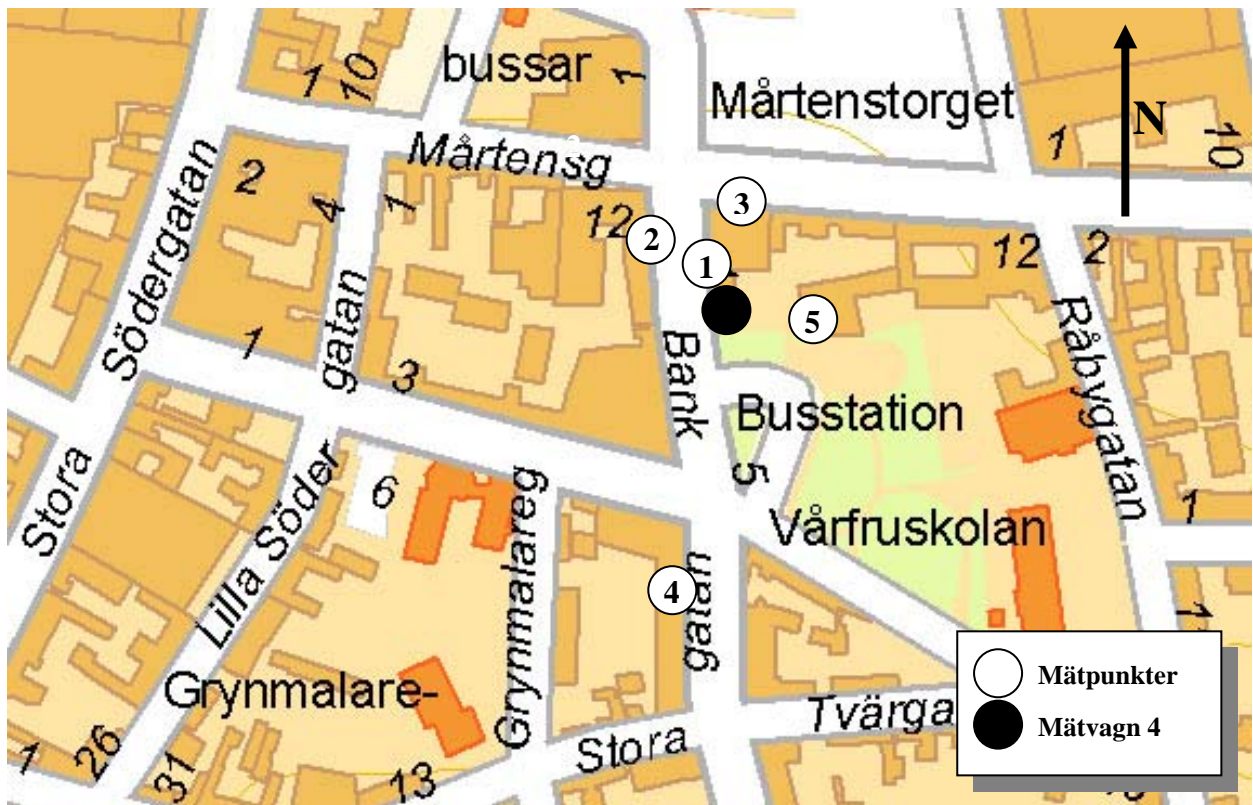 bussar
1
10
1
Mårtenstorget
N
1
10
Mårtensg
2
4
1
12
3
2
1
12
2
Södergatan
5
1
gatan
3
Bank
Råbygatan
Busstation
5
Stora
Lilla Söder
6
Grynmalareg
Vårfruskolan
1
4
gatan
1
Grynmalare-
Mätpunkter
Mätvagn 4
Stora
Tvärga
1
26
31
13